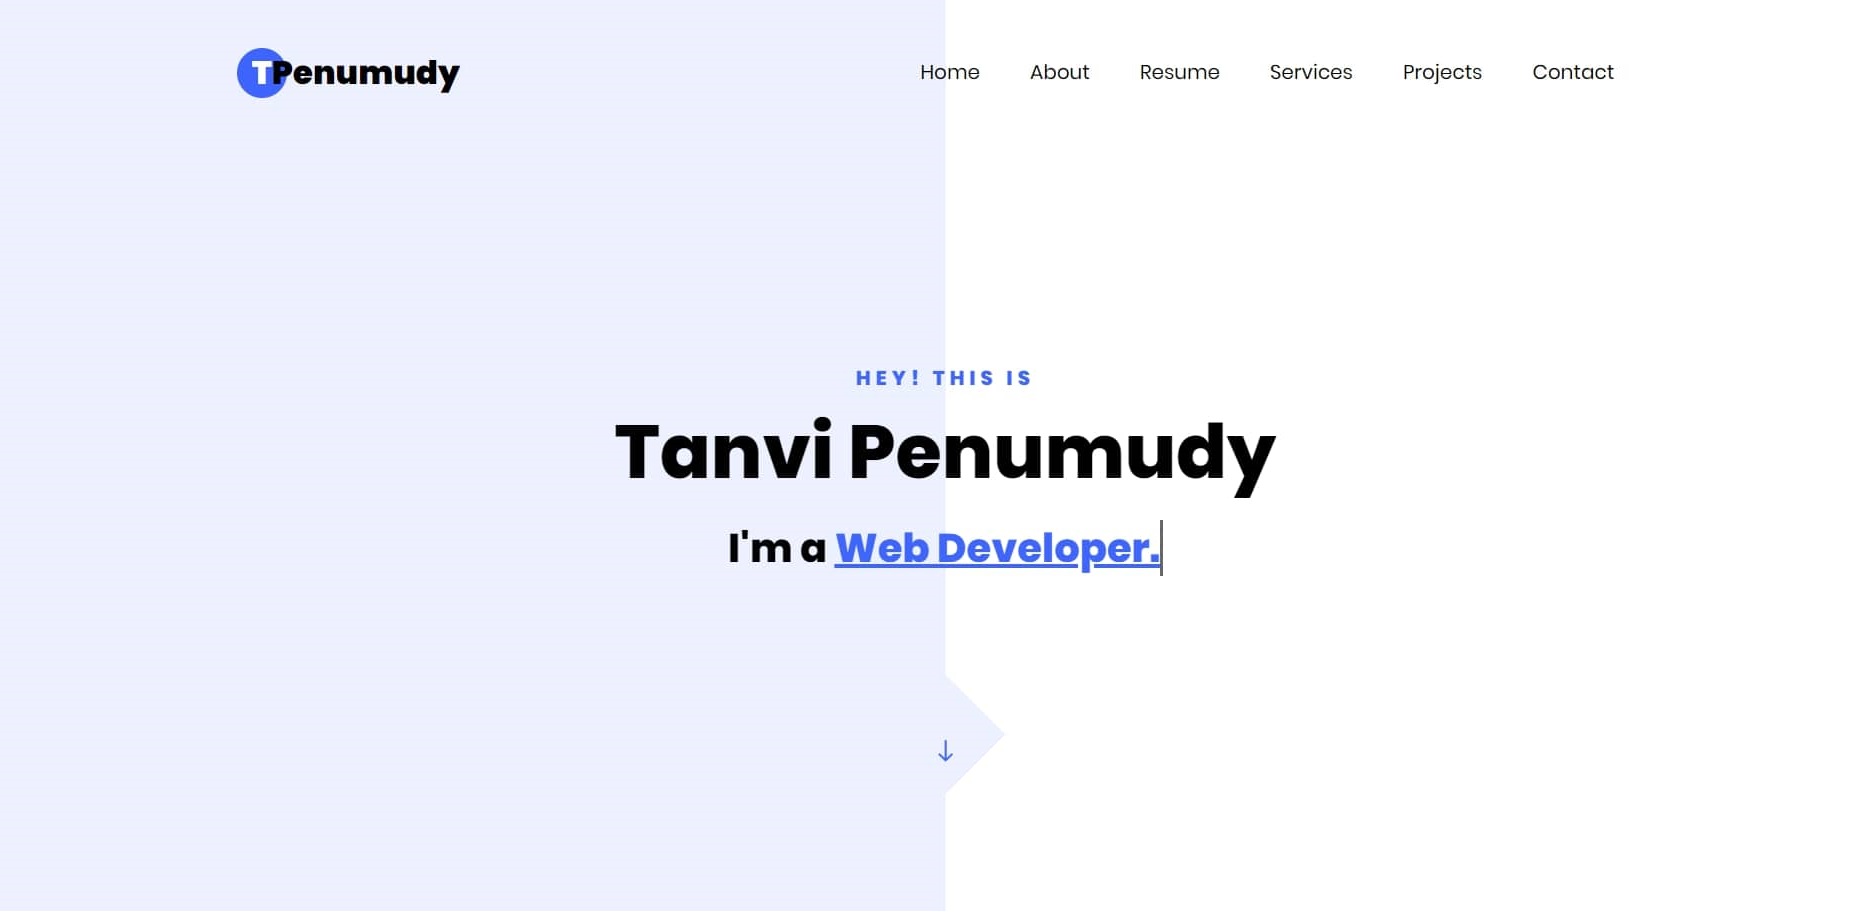 TPenumudy
Home About Resume Services Projects Contact
HEY! THIS IS
Tanvi Penumudy
I'm a Web Developer.